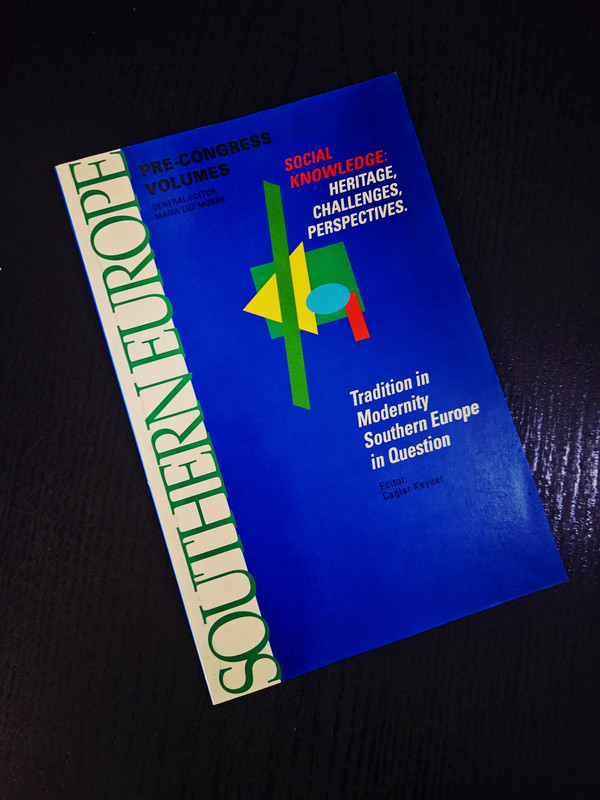 SOUTHERN EUROPE
PRE-CONGRESS
VOLUMES
GENERAL EDITOR
MARÍA LUZ MORÁN
SOCIAL
KNOWLEDGE:
HERITAGE,
CHALLENGES,
PERSPECTIVES.
Tradition in
Modernity
Southern Europe
in Question
Editor:
Caglar Keyder